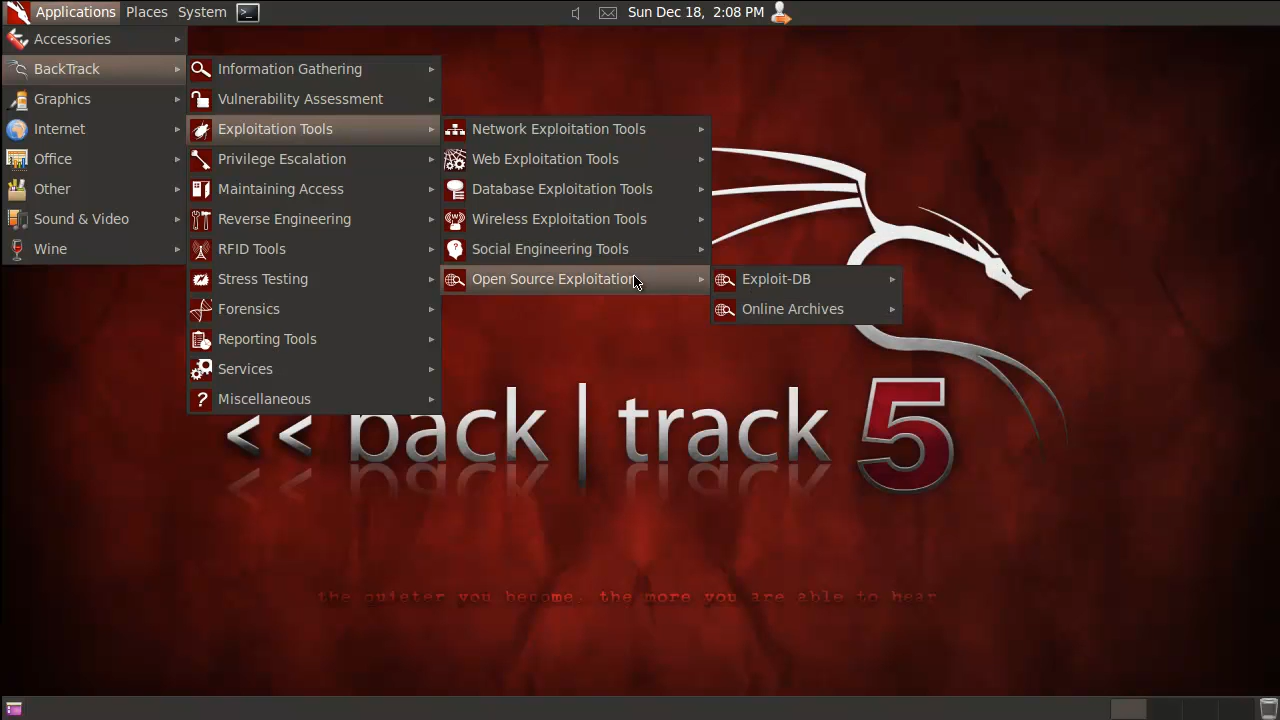 Applications Places System Sun Dec 18, 2:08 PM
Accessories
BackTrack
Graphics
Internet
Office
Other
Sound & Video
Wine
Information Gathering
Vulnerability Assessment
Exploitation Tools
Privilege Escalation
Maintaining Access
Reverse Engineering
RFID Tools
Stress Testing
Forensics
Reporting Tools
Services
Miscellaneous
Network Exploitation Tools
Web Exploitation Tools
Database Exploitation Tools
Wireless Exploitation Tools
Social Engineering Tools
Open Source Exploitation
Exploit-DB
Online Archives
<< back | track 5
the quieter you become, the more you are able to hear